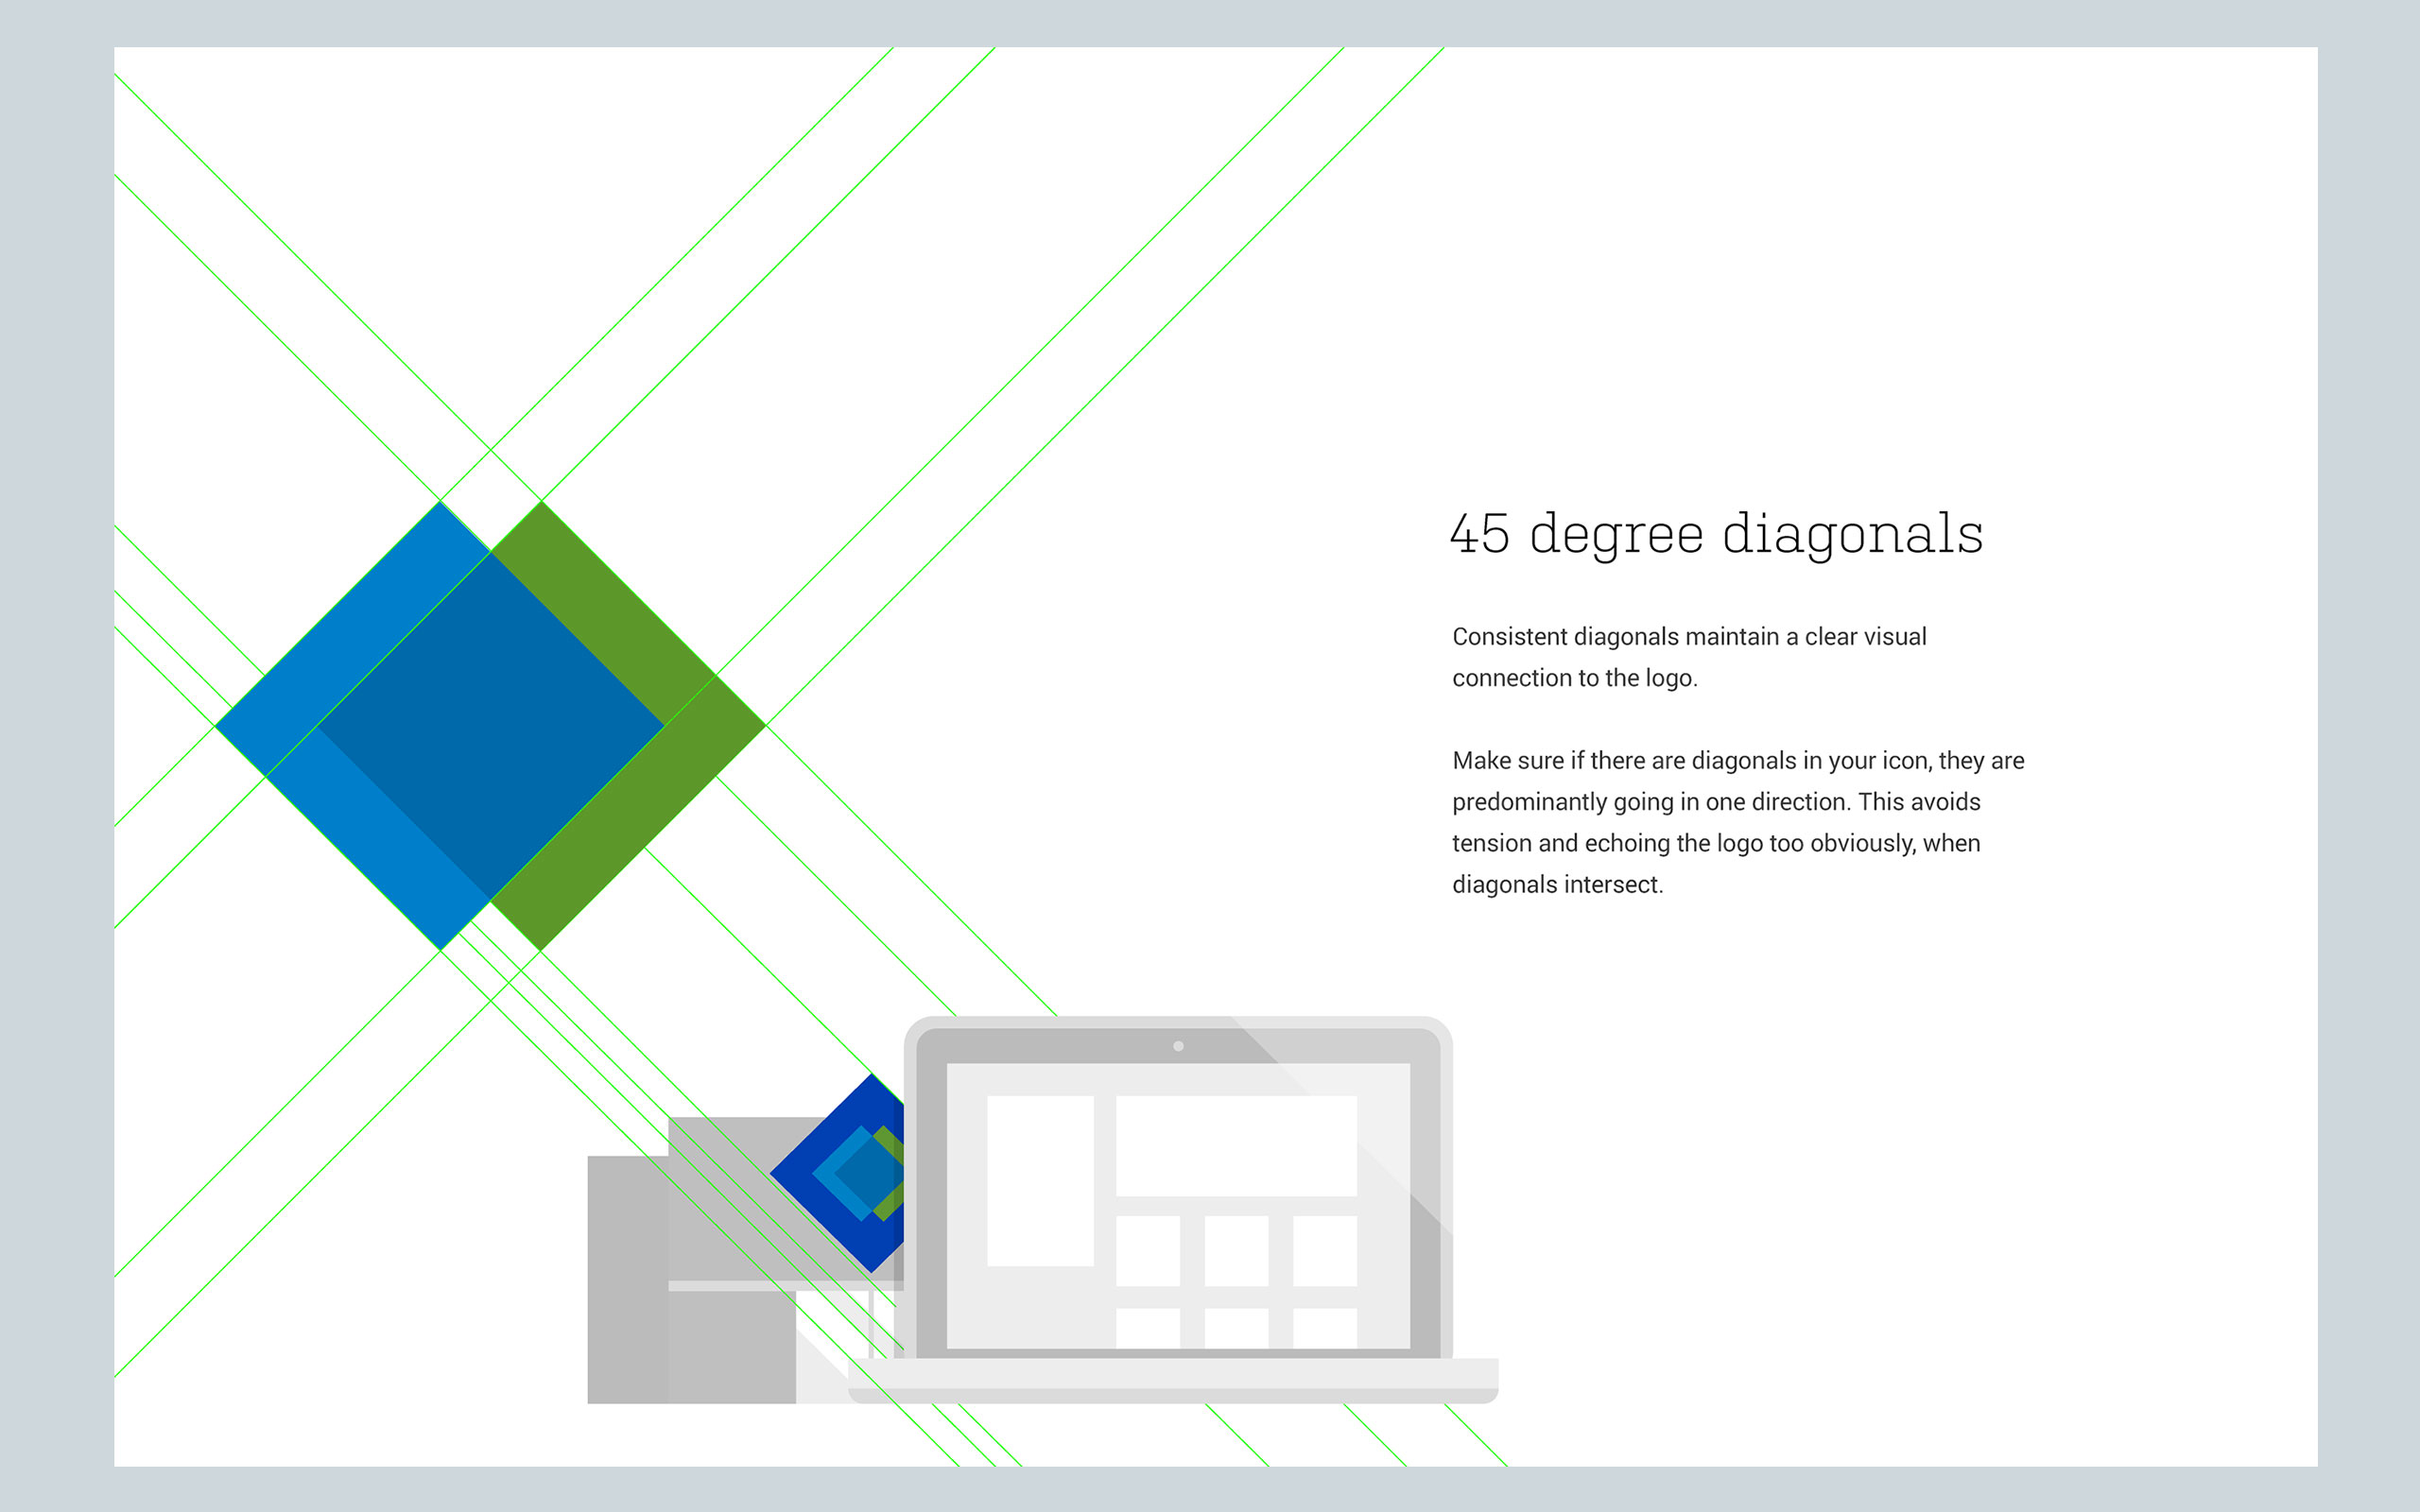 45 degree diagonals
Consistent diagonals maintain a clear visual
connection to the logo.
Make sure if there are diagonals in your icon, they are
predominantly going in one direction. This avoids
tension and echoing the logo too obviously, when
diagonals intersect.